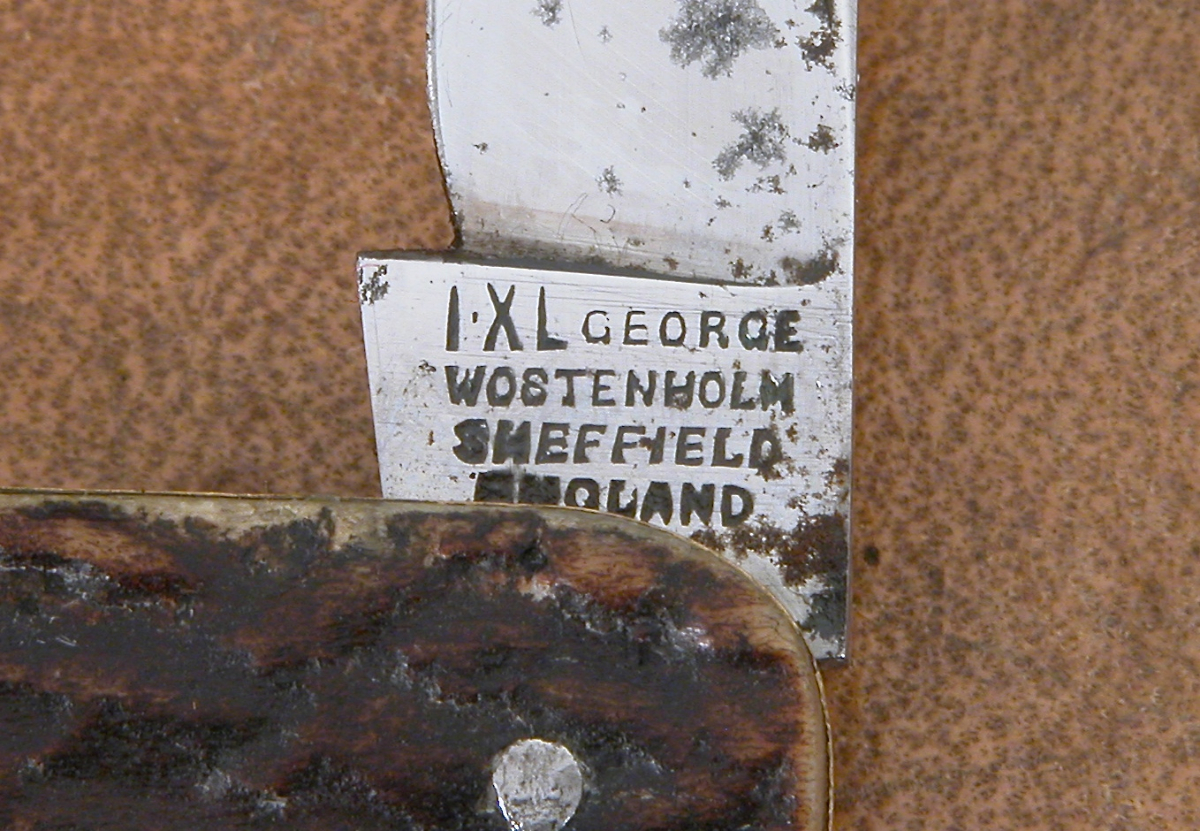 I·XL GEORGE
WOSTENHOLM
SHEFFIELD
ENGLAND